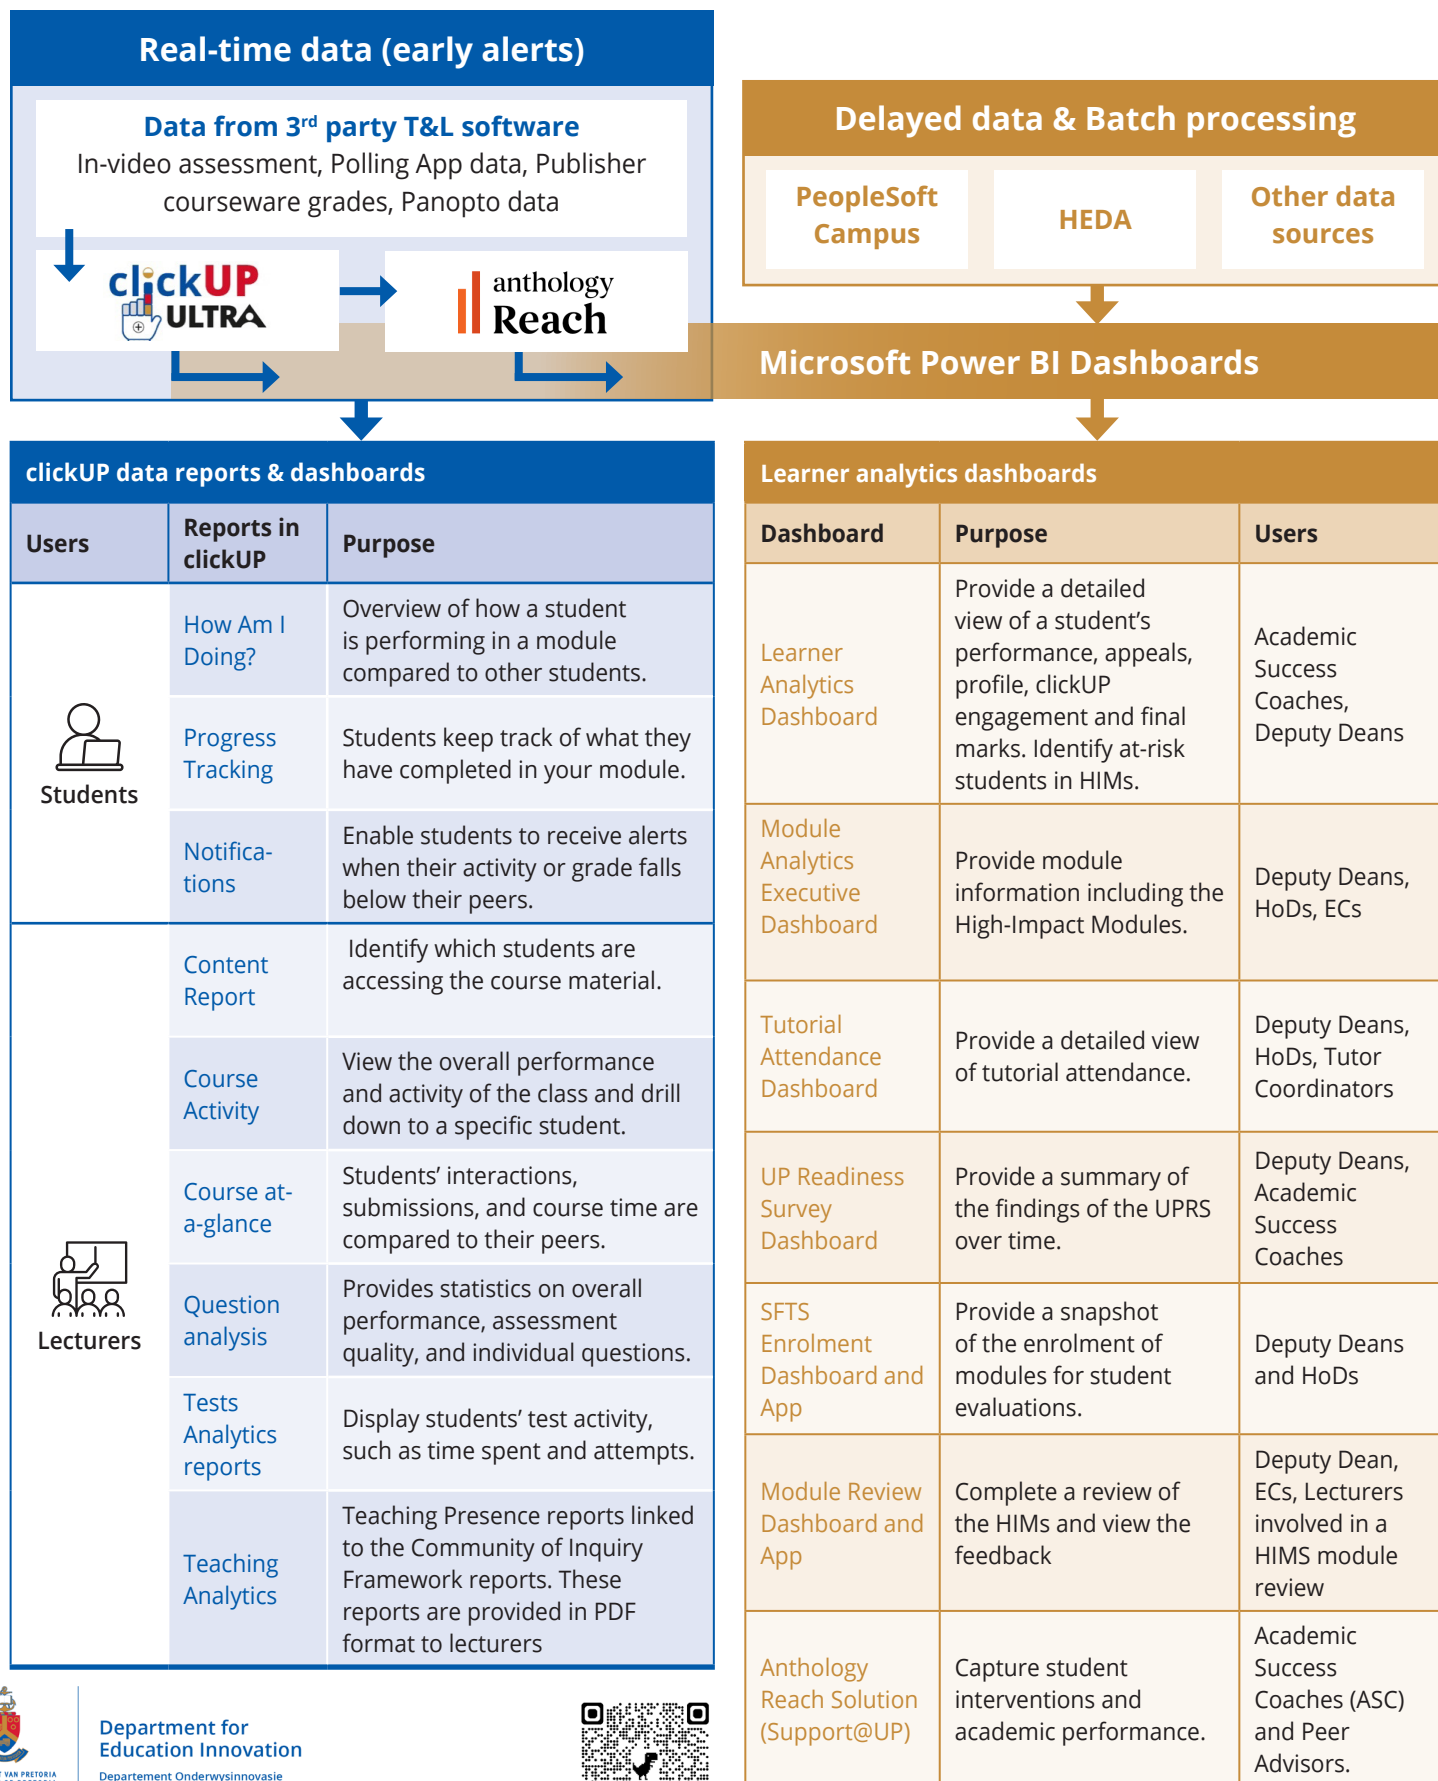 Real-time data (early alerts)
Data from 3rd party T&L software
In-video assessment, Polling App data, Publisher
courseware grades, Panopto data
clickUP
ULTRA
anthology
Reach
Delayed data & Batch processing
PeopleSoft
Campus
HEDA
Other data
sources
Microsoft Power BI Dashboards
clickUP data reports & dashboards
Users
Reports in
clickUP
Purpose
Students
How Am I
Doing?
Overview of how a student
is performing in a module
compared to other students.
Progress
Tracking
Students keep track of what they
have completed in your module.
Notifica-
tions
Enable students to receive alerts
when their activity or grade falls
below their peers.
Lecturers
Content
Report
Identify which students are
accessing the course material.
Course
Activity
View the overall performance
and activity of the class and drill
down to a specific student.
Course at-
a-glance
Students' interactions,
submissions, and course time are
compared to their peers.
Question
analysis
Provides statistics on overall
performance, assessment
quality, and individual questions.
Tests
Analytics
reports
Display students' test activity,
such as time spent and attempts.
Teaching
Analytics
Teaching Presence reports linked
to the Community of Inquiry
Framework reports. These
reports are provided in PDF
format to lecturers
Learner analytics dashboards
Dashboard
Purpose
Users
Learner
Analytics
Dashboard
Provide a detailed
view of a student's
performance, appeals,
profile, clickUP
engagement and final
marks. Identify at-risk
students in HIMs.
Academic
Success
Coaches,
Deputy Deans
Module
Analytics
Executive
Dashboard
Provide module
information including the
High-Impact Modules.
Deputy Deans,
HoDs, ECs
Tutorial
Attendance
Dashboard
Provide a detailed view
of tutorial attendance.
Deputy Deans,
HoDs, Tutor
Coordinators
UP Readiness
Survey
Dashboard
Provide a summary of
the findings of the UPRS
over time.
Deputy Deans,
Academic
Success
Coaches
SFTS
Enrolment
Dashboard and
App
Provide a snapshot
of the enrolment of
modules for student
evaluations.
Deputy Deans
and HoDs
Module Review
Dashboard and
App
Complete a review of
the HIMs and view the
feedback
Deputy Dean,
ECs, Lecturers
involved in a
HIMS module
review
Anthology
Reach Solution
(Support@UP)
Capture student
interventions and
academic performance.
Academic
Success
Coaches (ASC)
and Peer
Advisors.
VAN PRETORIA
Department for
Education Innovation
Departement Onderwysinnovasie